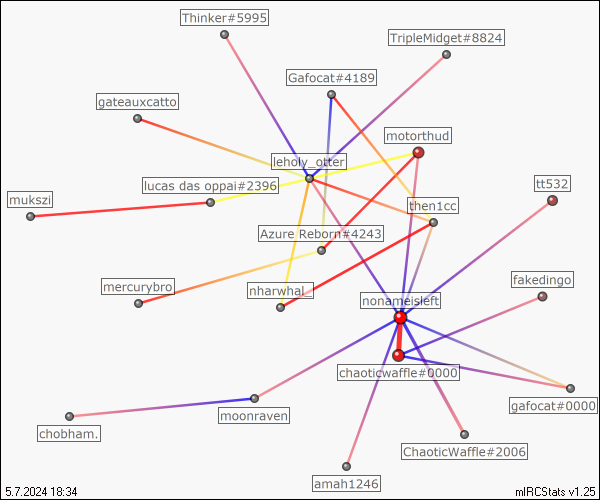 Thinker#5995
TripleMidget#8824
Gafocat#4189
gateauxcatto
motorthud
leholy_otter
lucas das oppai#2396
tt532
mukszi
then1cc
Azure Reborn#4243
fakedingo
mercurybro
nharwhal_
nonameisleft
chaoticwaffle#0000
gafocat#0000
moonraven
chobham.
ChaoticWaffle#2006
amah1246
5.7.2024 18:34
mIRCStats v1.25